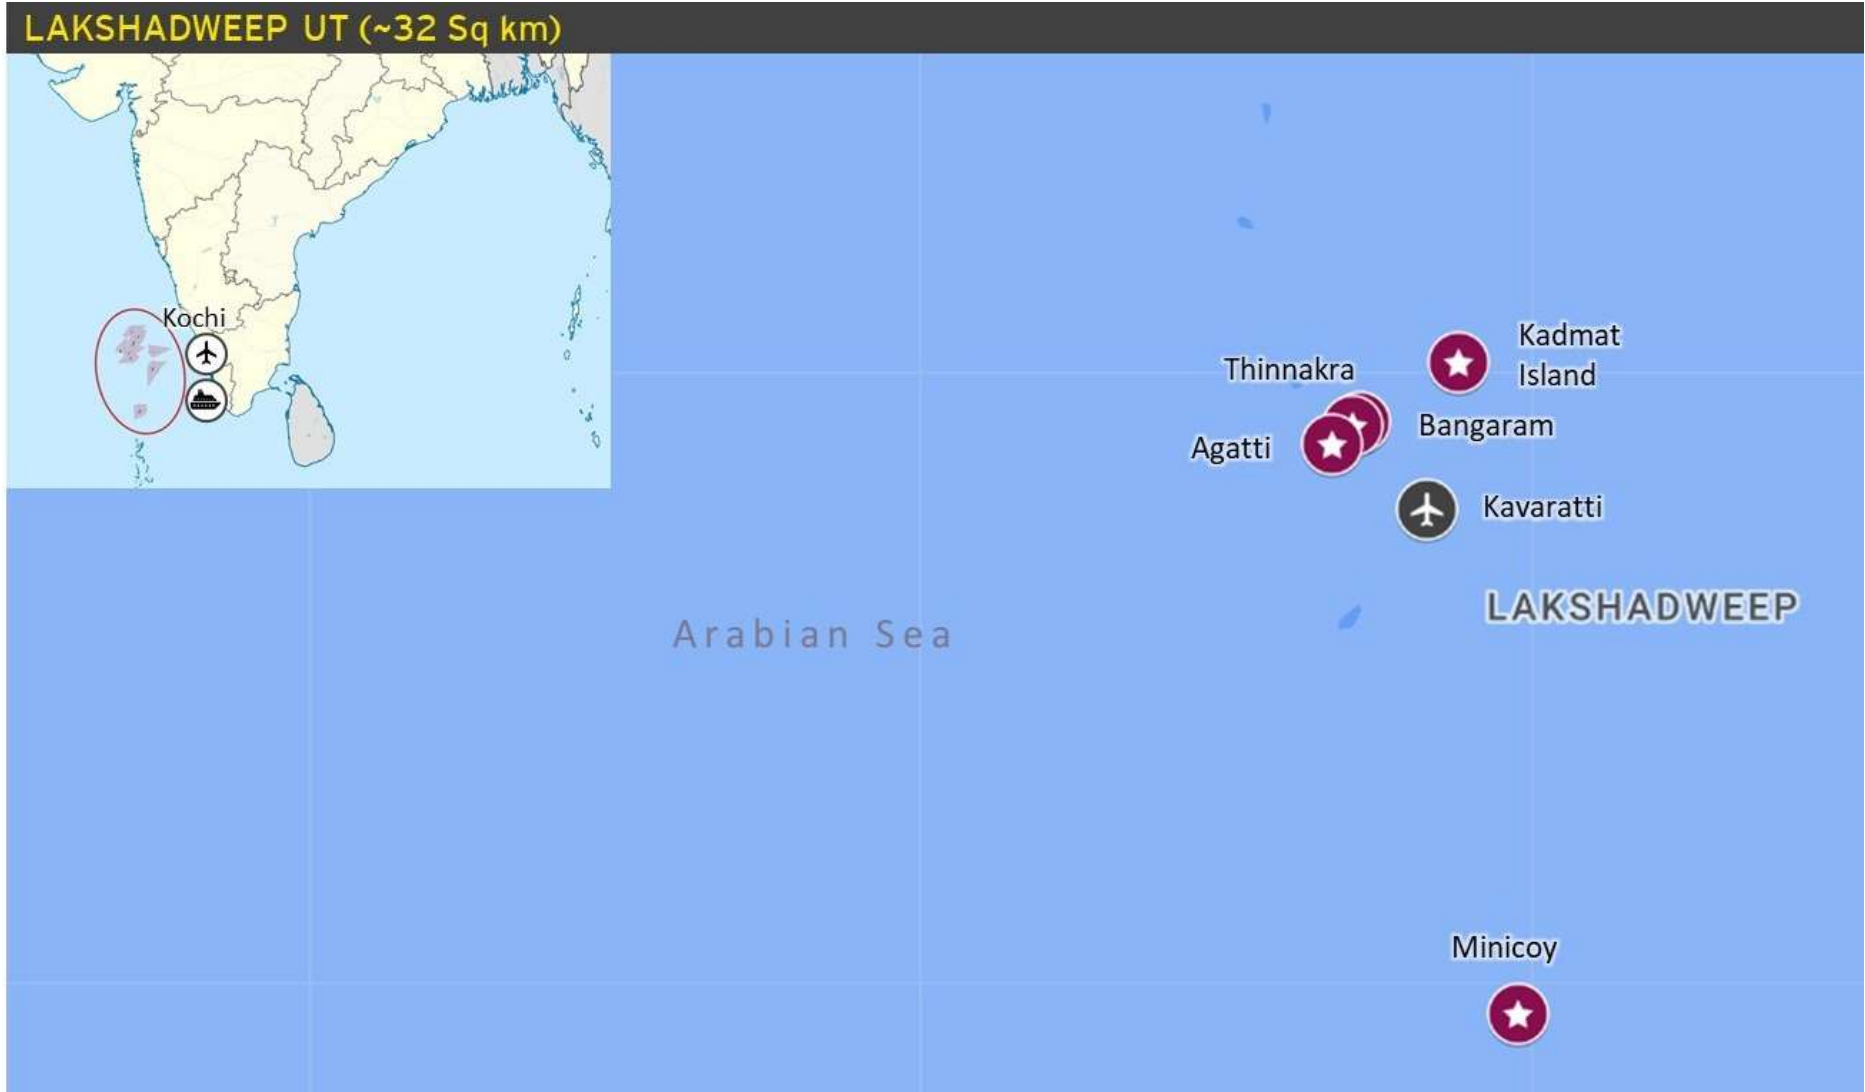 LAKSHADWEEP UT (~32 Sq km)
Kochi
Kadmat
Island
Thinnakra
Bangaram
Agatti
Kavaratti
LAKSHADWEEP
Arabian Sea
Minicoy